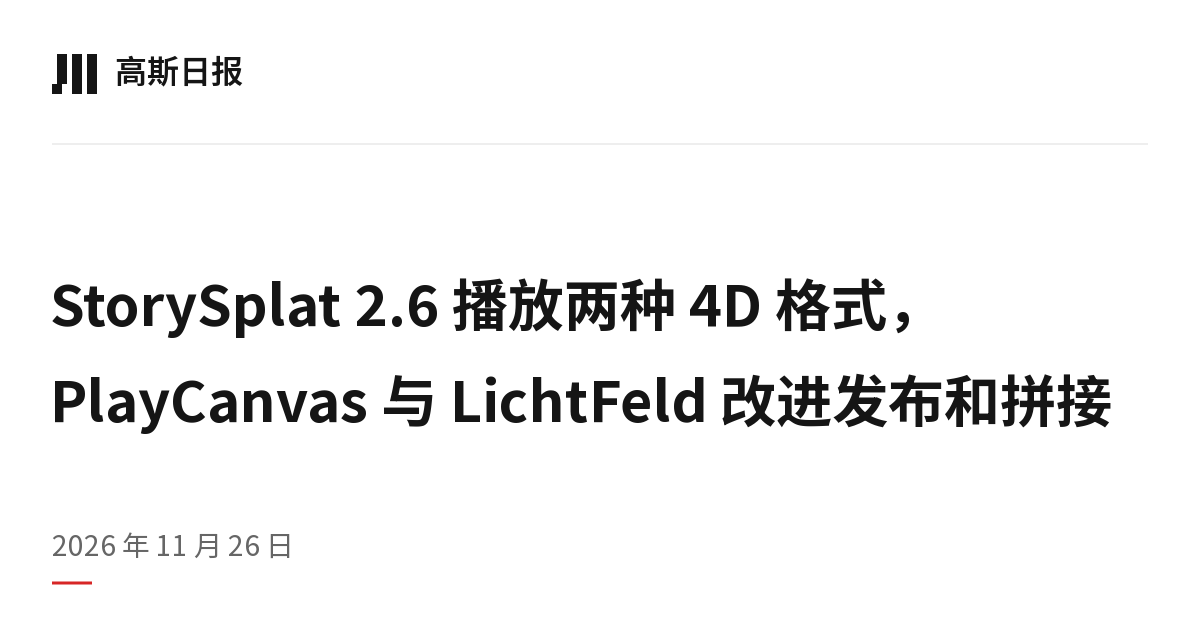 高斯日报
StorySplat 2.6 播放两种 4D 格式，
PlayCanvas 与 LichtFeld 改进发布和拼接
2026 年 11 月 26 日